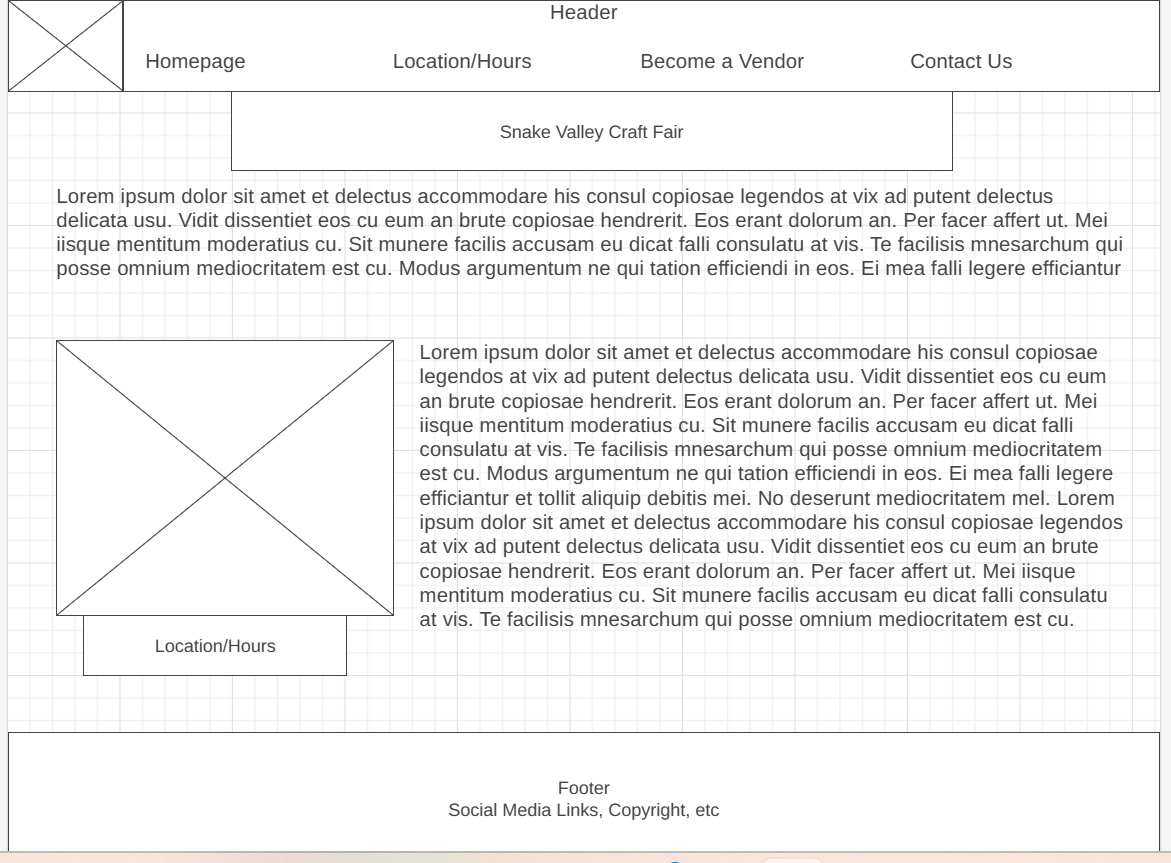 Header
Homepage Location/Hours Become a Vendor Contact Us
Snake Valley Craft Fair
Lorem ipsum dolor sit amet et delectus accommodare his consul copiosae legendos at vix ad putent delectus
delicata usu. Vidit dissentiet eos cu eum an brute copiosae hendrerit. Eos erant dolorum an. Per facer affert ut. Mei
iisque mentitum moderatius cu. Sit munere facilis accusam eu dicat falli consulatu at vis. Te facilisis mnesarchum qui
posse omnium mediocritatem est cu. Modus argumentum ne qui tation efficiendi in eos. Ei mea falli legere efficiantur
Lorem ipsum dolor sit amet et delectus accommodare his consul copiosae
legendos at vix ad putent delectus delicata usu. Vidit dissentiet eos cu eum
an brute copiosae hendrerit. Eos erant dolorum an. Per facer affert ut. Mei
iisque mentitum moderatius cu. Sit munere facilis accusam eu dicat falli
consulatu at vis. Te facilisis mnesarchum qui posse omnium mediocritatem
est cu. Modus argumentum ne qui tation efficiendi in eos. Ei mea falli legere
efficiantur et tollit aliquip debitis mei. No deserunt mediocritatem mel. Lorem
ipsum dolor sit amet et delectus accommodare his consul copiosae legendos
at vix ad putent delectus delicata usu. Vidit dissentiet eos cu eum an brute
copiosae hendrerit. Eos erant dolorum an. Per facer affert ut. Mei iisque
mentitum moderatius cu. Sit munere facilis accusam eu dicat falli consulatu
at vis. Te facilisis mnesarchum qui posse omnium mediocritatem est cu.
Location/Hours
Footer
Social Media Links, Copyright, etc